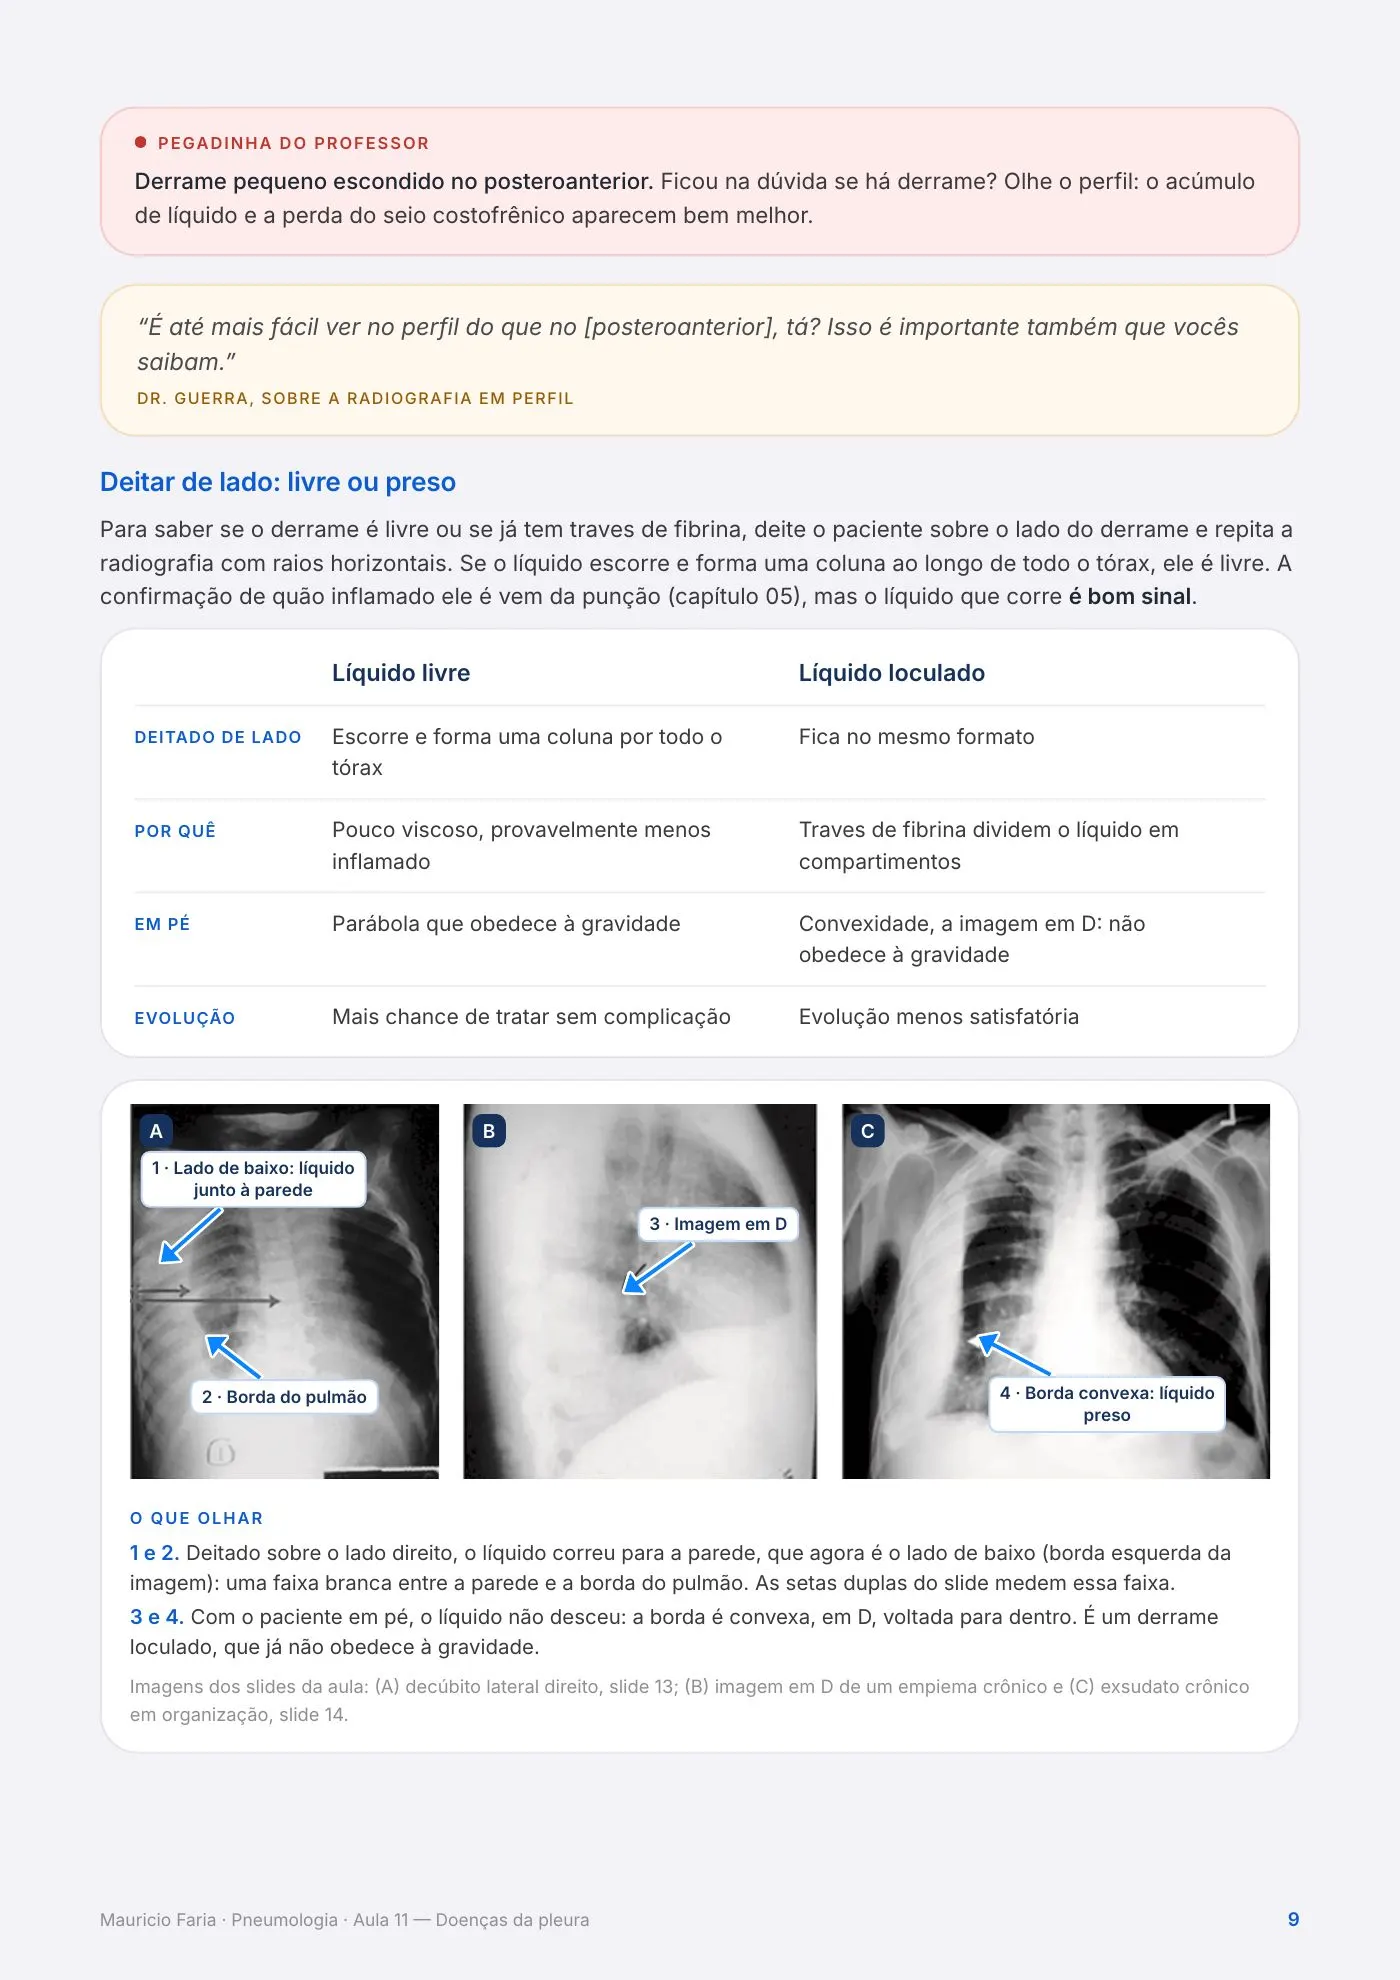 PEGADINHA DO PROFESSOR
Derrame pequeno escondido no posteroanterior. Ficou na dúvida se há derrame? Olhe o perfil: o acúmulo
de líquido e a perda do seio costofrênico aparecem bem melhor.
“É até mais fácil ver no perfil do que no [posteroanterior], tá? Isso é importante também que vocês
saibam.”
DR. GUERRA, SOBRE A RADIOGRAFIA EM PERFIL
Deitar de lado: livre ou preso
Para saber se o derrame é livre ou se já tem traves de fibrina, deite o paciente sobre o lado do derrame e repita a
radiografia com raios horizontais. Se o líquido escorre e forma uma coluna ao longo de todo o tórax, ele é livre. A
confirmação de quão inflamado ele é vem da punção (capítulo 05), mas o líquido que corre é bom sinal.
Líquido livre Líquido loculado
DEITADO DE LADO Escorre e forma uma coluna por todo o Fica no mesmo formato
tórax
POR QUÊ Pouco viscoso, provavelmente menos Traves de fibrina dividem o líquido em
inflamado compartimentos
EM PÉ Parábola que obedece à gravidade Convexidade, a imagem em D: não
obedece à gravidade
EVOLUÇÃO Mais chance de tratar sem complicação Evolução menos satisfatória
A B C
1 · Lado de baixo: líquido
junto à parede
3 · Imagem em D
2 · Borda do pulmão
4 · Borda convexa: líquido
preso
O QUE OLHAR
1 e 2. Deitado sobre o lado direito, o líquido correu para a parede, que agora é o lado de baixo (borda esquerda da
imagem): uma faixa branca entre a parede e a borda do pulmão. As setas duplas do slide medem essa faixa.
3 e 4. Com o paciente em pé, o líquido não desceu: a borda é convexa, em D, voltada para dentro. É um derrame
loculado, que já não obedece à gravidade.
Imagens dos slides da aula: (A) decúbito lateral direito, slide 13; (B) imagem em D de um empiema crônico e (C) exsudato crônico
em organização, slide 14.
Mauricio Faria · Pneumologia · Aula 11 — Doenças da pleura 9